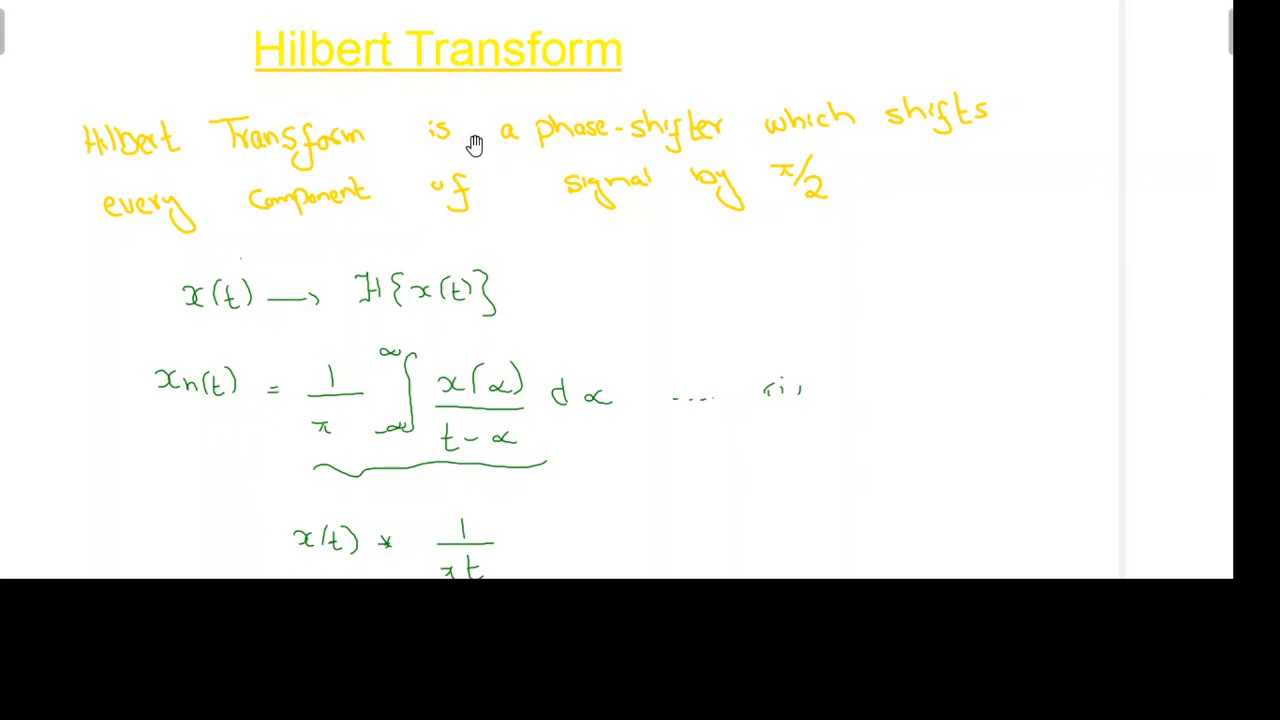 Hilbert Transform
Hilbert Transform is a phase-shifter which shifts
every component of signal by π/2
x(t) → H{x(t)}
xh(t) = 1/π ∞∫-∞ x(α)/t-α dα .... (i)
x(t) * 1/πt